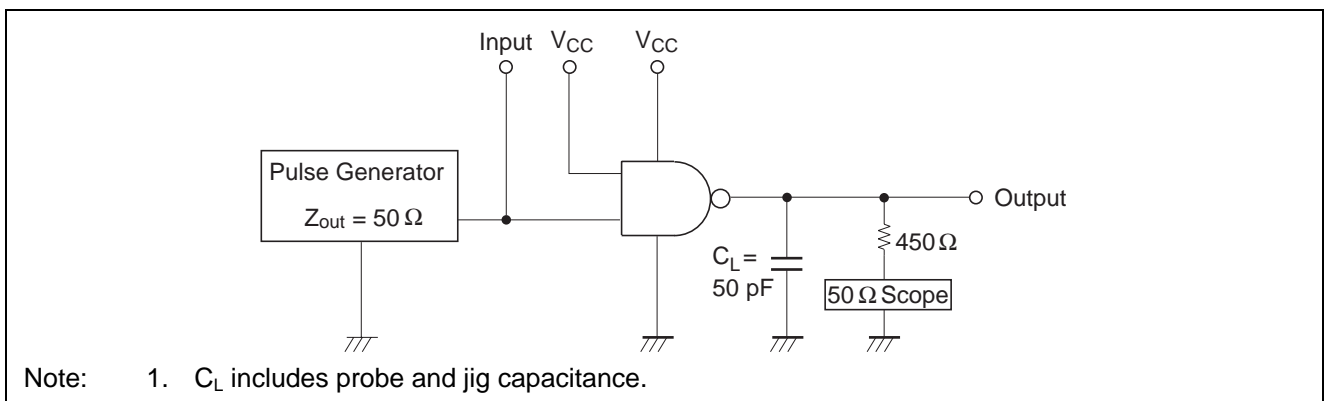 Input VCC VCC
Pulse Generator
Zout = 50 Ω
Output
450 Ω
CL =
50 pF
50 Ω Scope
Note: 1. CL includes probe and jig capacitance.